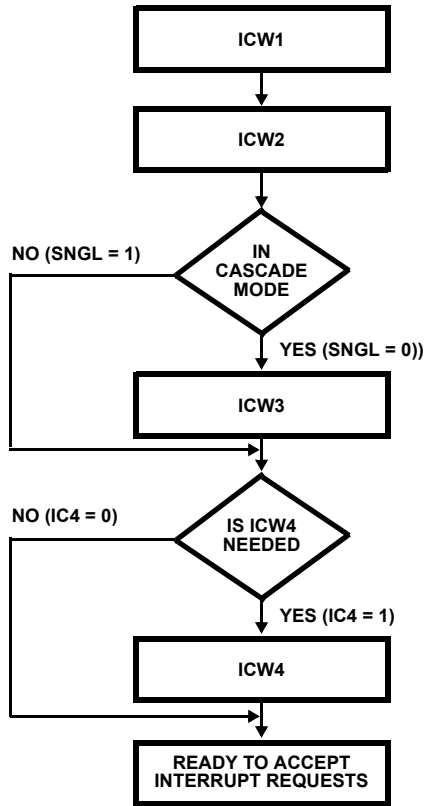 ICW1
ICW2
IN
CASCADE
MODE
NO (SNGL = 1)
YES (SNGL = 0))
ICW3
NO (IC4 = 0)
IS ICW4
NEEDED
YES (IC4 = 1)
ICW4
READY TO ACCEPT
INTERRUPT REQUESTS